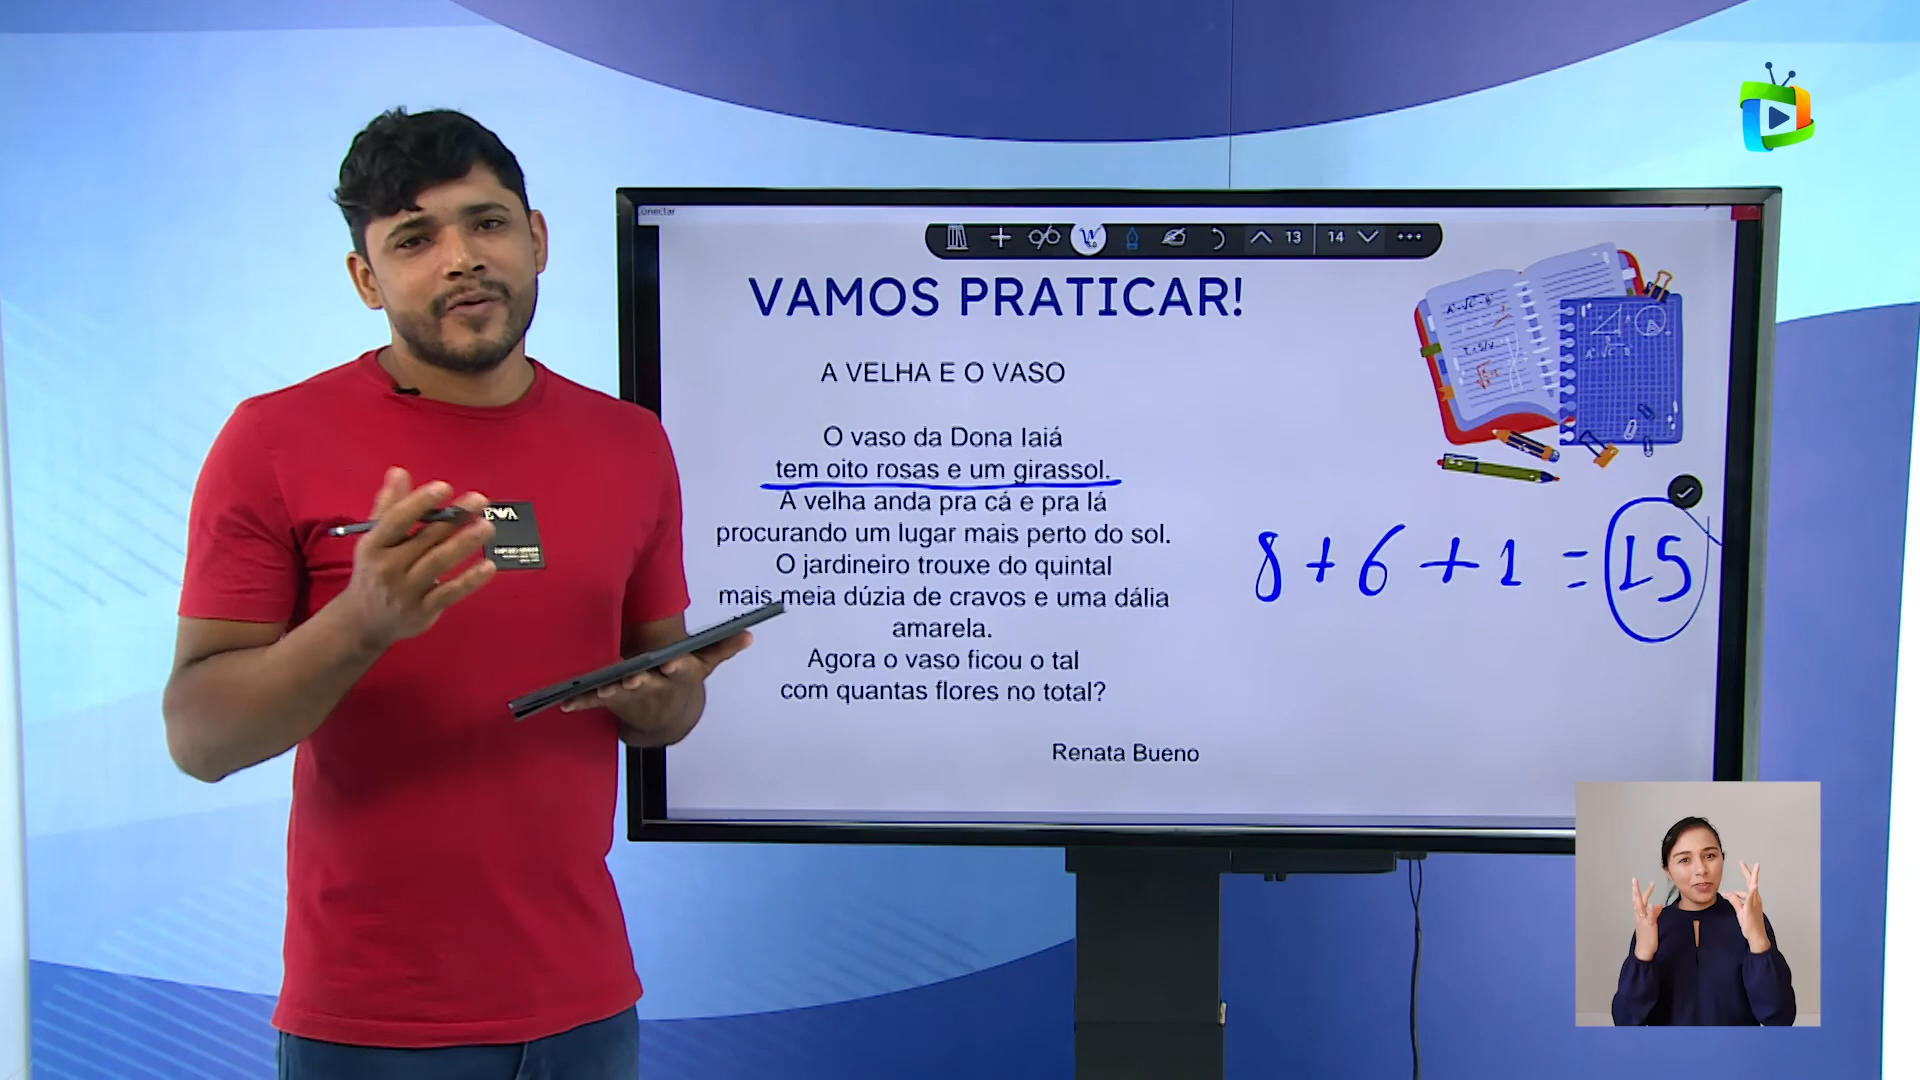 onectar
13 14
VAMOS PRATICAR!
A VELHA E O VASO
O vaso da Dona Iaiá
tem oito rosas e um girassol.
A velha anda pra cá e pra lá
procurando um lugar mais perto do sol.
O jardineiro trouxe do quintal
mais meia dúzia de cravos e uma dália
amarela.
Agora o vaso ficou o tal
com quantas flores no total?
Renata Bueno
8 + 6 + 1 = 15